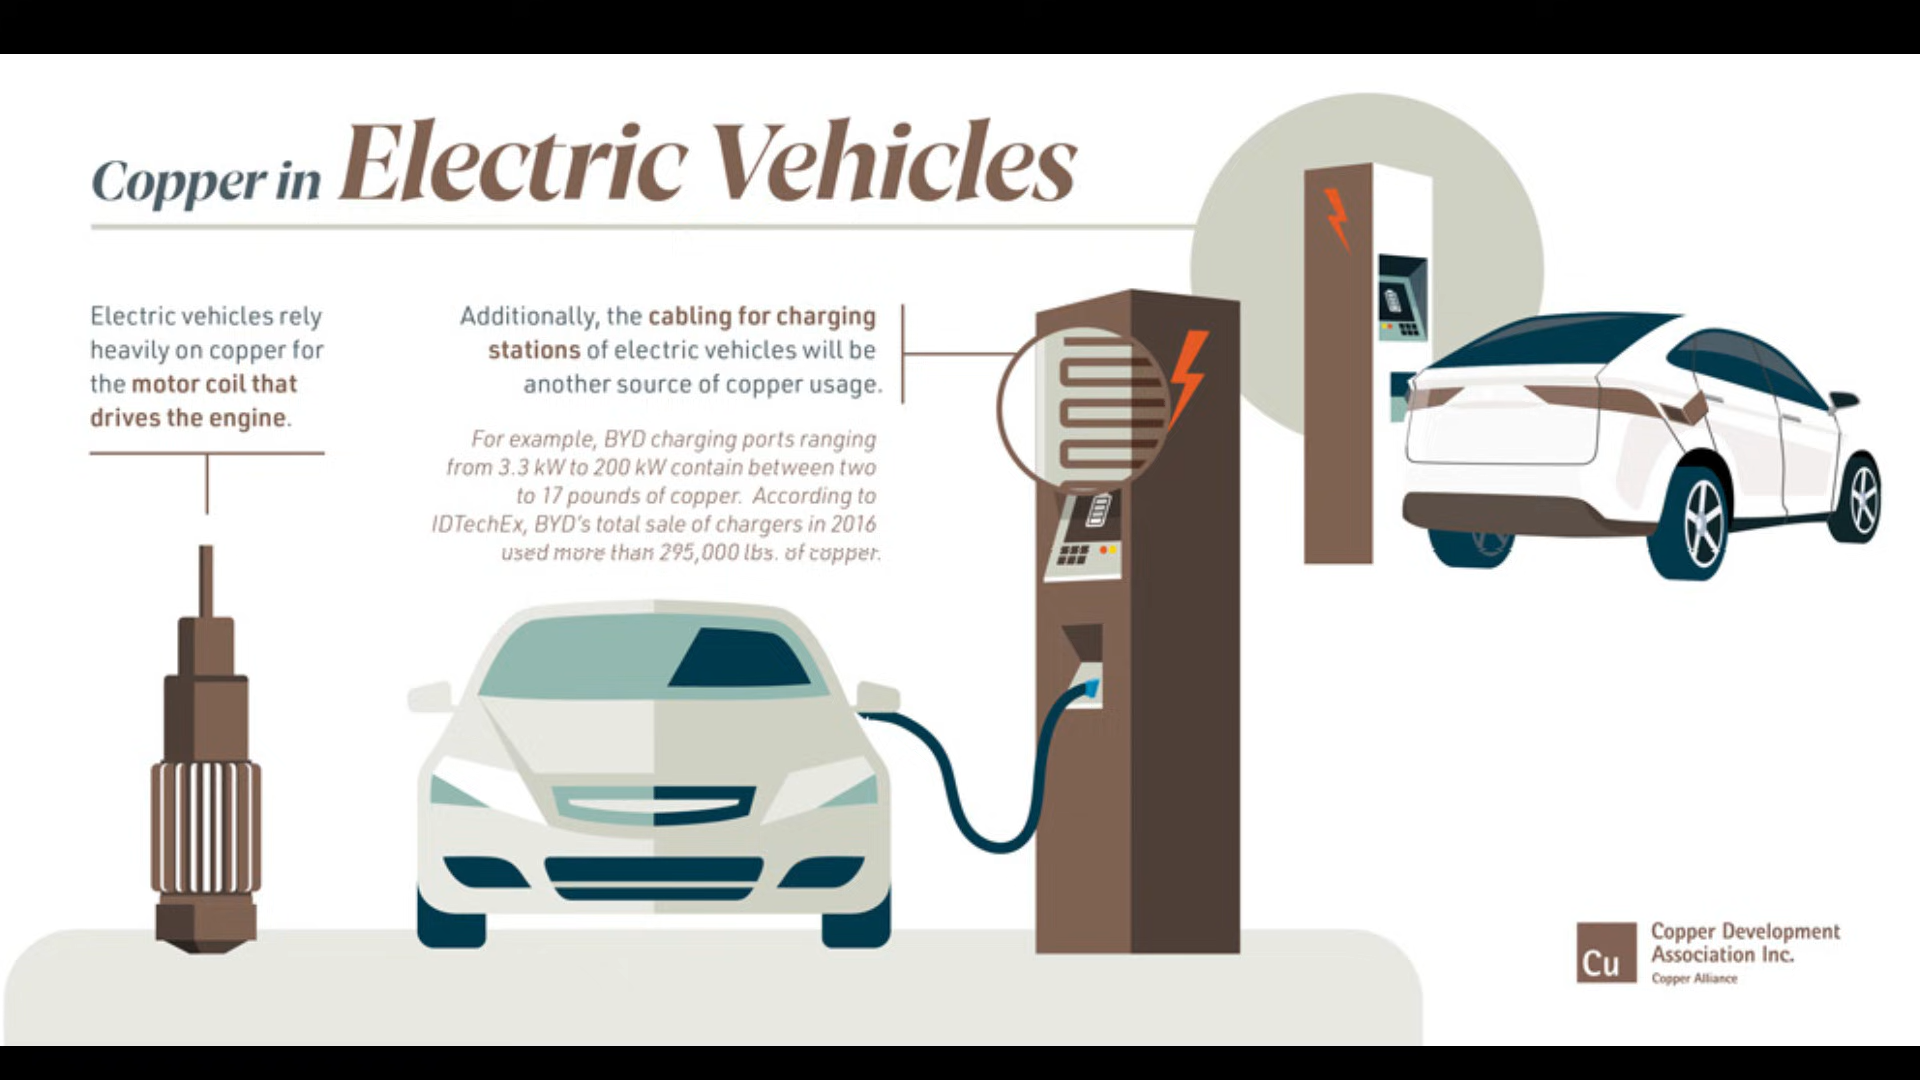 Copper in Electric Vehicles
Electric vehicles rely
heavily on copper for
the motor coil that
drives the engine.
Additionally, the cabling for charging
stations of electric vehicles will be
another source of copper usage.
For example, BYD charging ports ranging
from 3.3 kW to 200 kW contain between two
to 17 pounds of copper. According to
IDTechEx, BYD's total sale of chargers in 2016
used more than 295,000 lbs. of copper.
Cu
Copper Development
Association Inc.
Copper Alliance